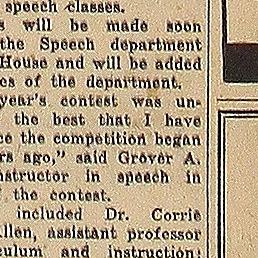 speech classes.
s will be made soon
the Speech department
House and will be added
es of the department.
year's contest was un-
the best that I have
ce the competition began
rs ago," said Grover A.
nstructor in speech in
the contest.
included Dr. Corrie
llen, assistant professor
culum and instruction;